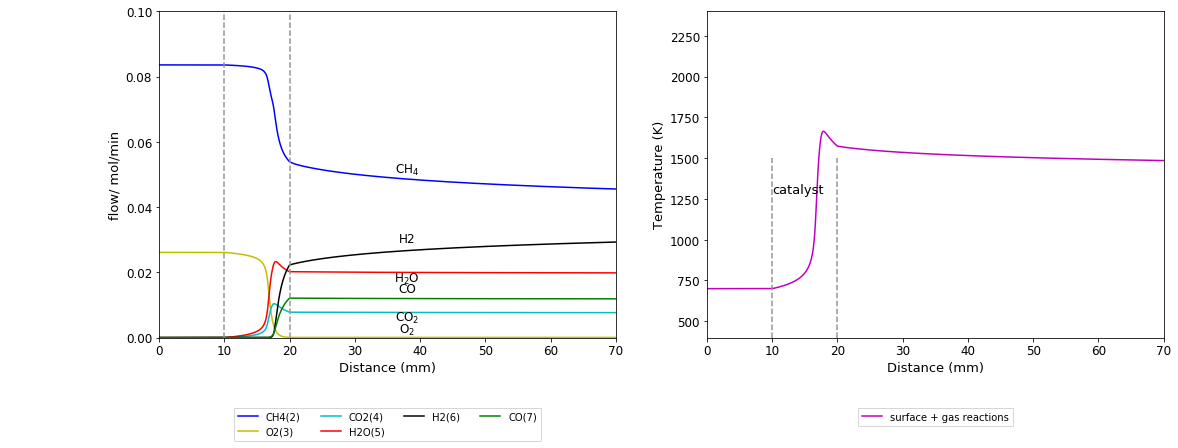 0.10
0.08
0.06
0.04
0.02
0.00
flow/ mol/min
CH₄
H2
H₂O
CO
CO₂
O₂
0 10 20 30 40 50 60 70
Distance (mm)
CH4(2) CO2(4) H2(6) CO(7)
O2(3) H2O(5)
2250
2000
1750
1500
1250
1000
750
500
Temperature (K)
catalyst
0 10 20 30 40 50 60 70
Distance (mm)
surface + gas reactions